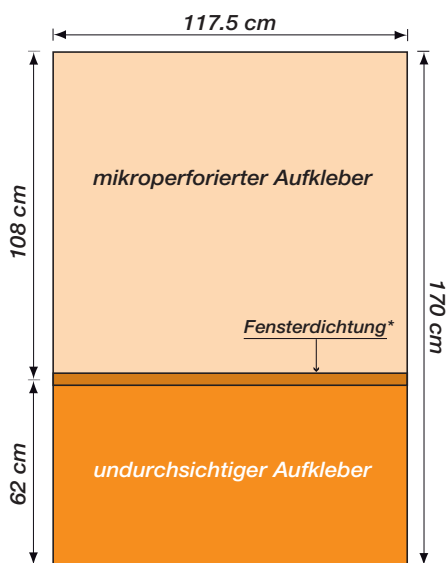 117.5 cm
108 cm
mikroperforierter Aufkleber
170 cm
Fensterdichtung*
62 cm
undurchsichtiger Aufkleber